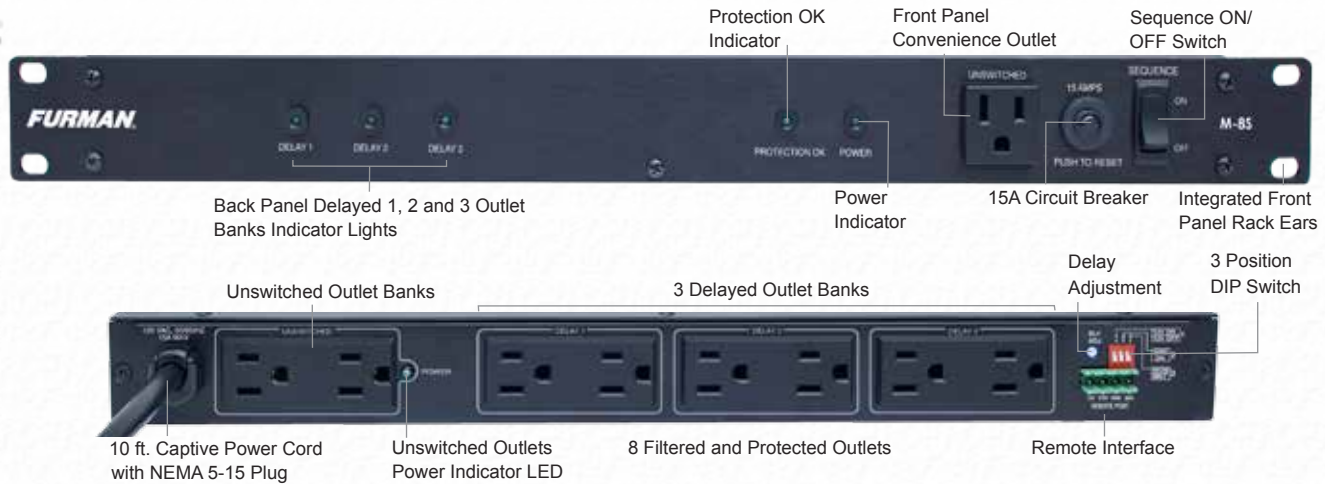 Protection OK
Indicator
Front Panel
Convenience Outlet
Sequence ON/
OFF Switch
FURMAN
DELAY 1
DELAY 2
DELAY 3
PROTECTION OK
POWER
UNSWITCHED
15 AMPS
PUSH TO RESET
SEQUENCE
ON
OFF
M-8S
Back Panel Delayed 1, 2 and 3 Outlet
Banks Indicator Lights
Power
Indicator
15A Circuit Breaker
Integrated Front
Panel Rack Ears
Unswitched Outlet Banks
3 Delayed Outlet Banks
Delay
Adjustment
3 Position
DIP Switch
UNSWITCHED
POWER
DELAY 1
DELAY 2
DELAY 3
REMOTE PORT
10 ft. Captive Power Cord
with NEMA 5-15 Plug
Unswitched Outlets
Power Indicator LED
8 Filtered and Protected Outlets
Remote Interface